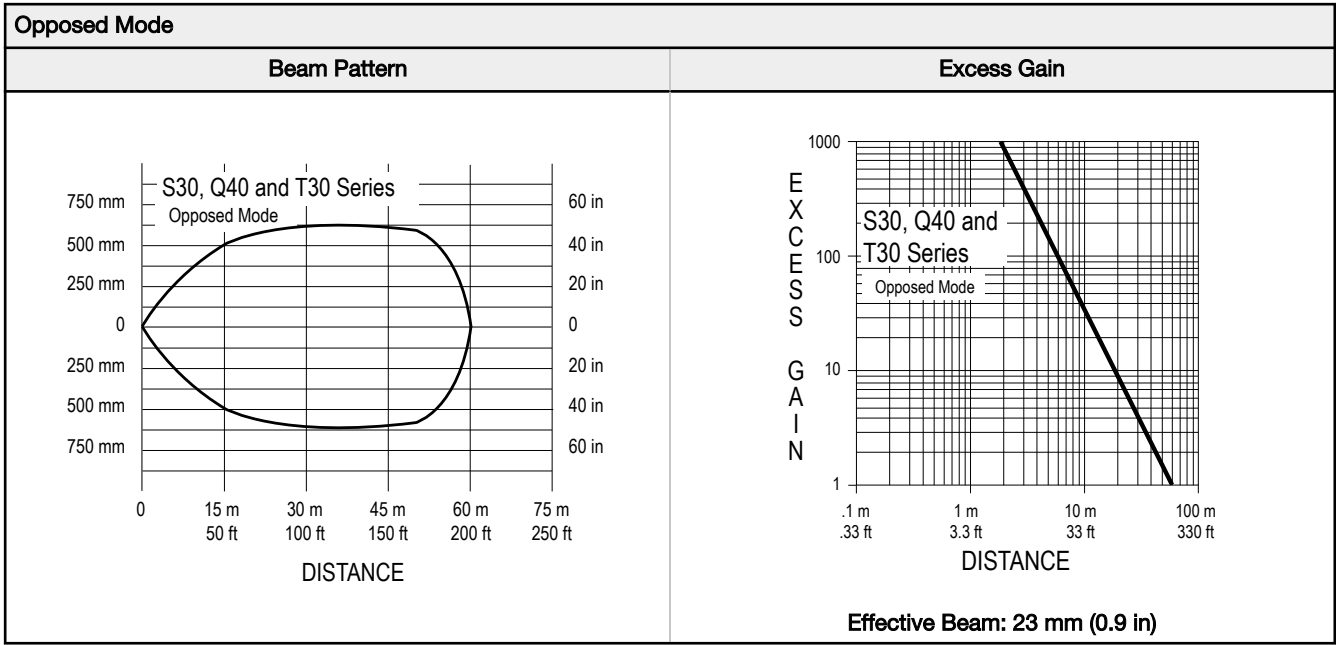 Opposed Mode
Beam Pattern
Excess Gain
S30, Q40 and T30 Series
Opposed Mode
750 mm
500 mm
250 mm
0
250 mm
500 mm
750 mm
60 in
40 in
20 in
0
20 in
40 in
60 in
0
15 m
30 m
45 m
60 m
75 m
50 ft
100 ft
150 ft
200 ft
250 ft
DISTANCE
EXCESS GAIN
1000
100
10
1
S30, Q40 and
T30 Series
Opposed Mode
.1 m
1 m
10 m
100 m
.33 ft
3.3 ft
33 ft
330 ft
DISTANCE
Effective Beam: 23 mm (0.9 in)